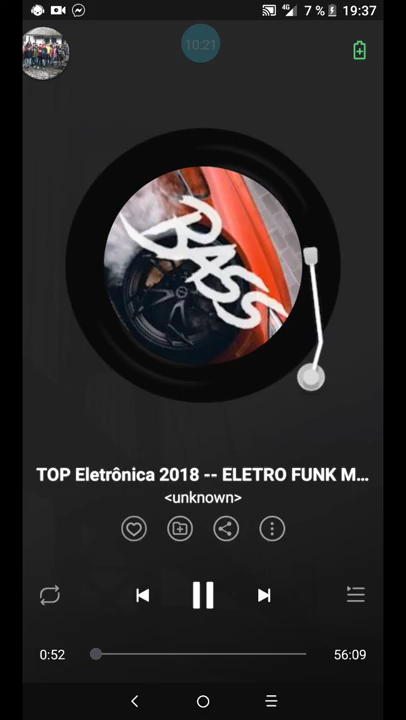 7 % 19:37
10:21
BASS
TOP Eletrônica 2018 -- ELETRO FUNK M...
<unknown>
0:52 56:09